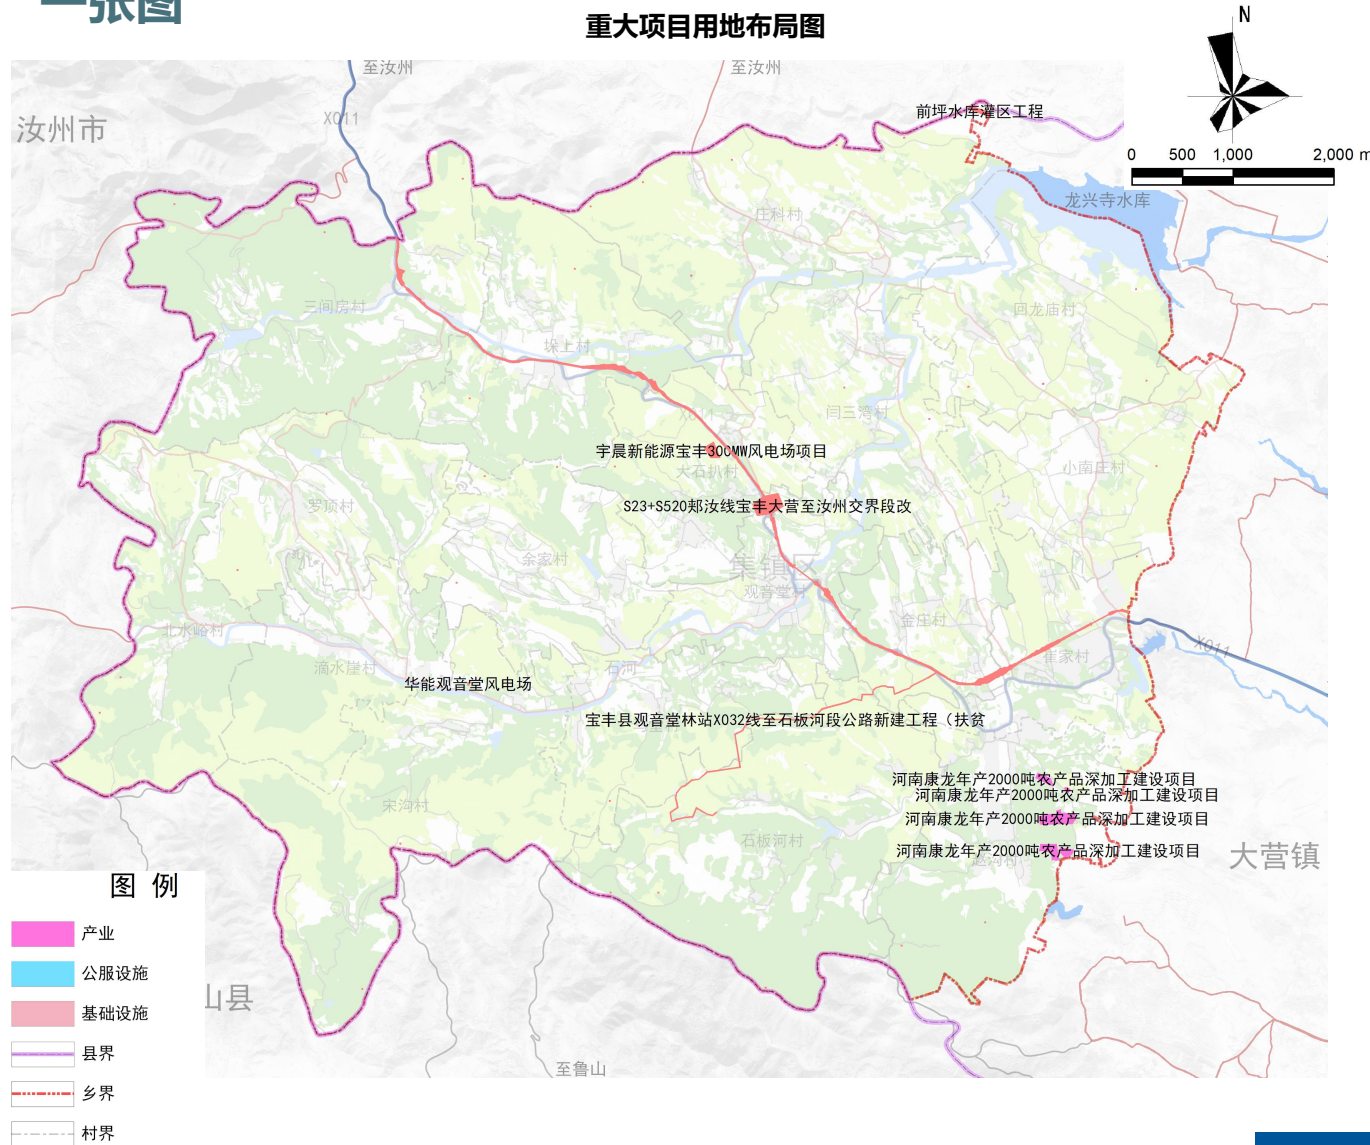 一张图
重大项目用地布局图
N
至汝州
至汝州
X011
汝州市
前坪水库灌区工程
0 500 1,000 2,000 m
龙兴寺水库
庄科村
三间房村
回龙庙村
垛上村
闫三湾村
宇晨新能源宝丰300MW风电场项目
大石扒村
小南庄村
罗顶村
S23+S520郏汝线宝丰大营至汝州交界段改
余家村
集镇区
观音堂村
金庄村
北水峪村
X011
崔家村
滴水崖村
石河
华能观音堂风电场
宝丰县观音堂林站X032线至石板河段公路新建工程（扶贫
河南康龙年产2000吨农产品深加工建设项目
河南康龙年产2000吨农产品深加工建设项目
宋沟村
河南康龙年产2000吨农产品深加工建设项目
石板河村
河南康龙年产2000吨农产品深加工建设项目
大营镇
图 例
产业
公服设施
山县
基础设施
县界
至鲁山
乡界
村界